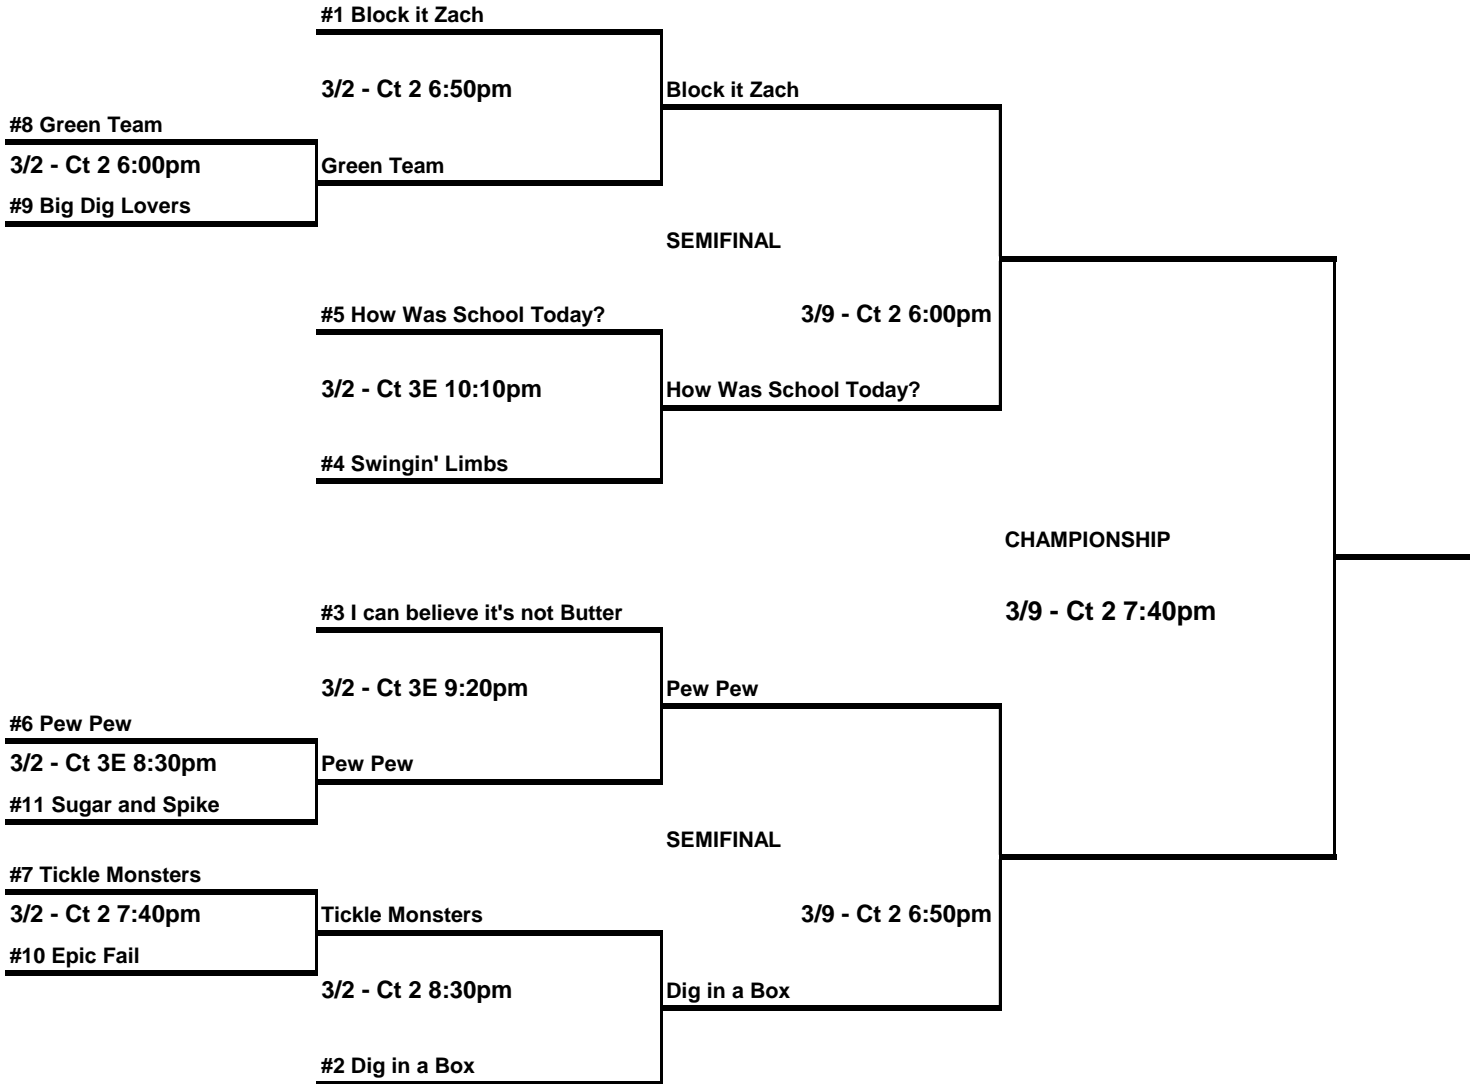 #1 Block it Zach
3/2 - Ct 2 6:50pm
Block it Zach
#8 Green Team
3/2 - Ct 2 6:00pm
Green Team
#9 Big Dig Lovers
SEMIFINAL
#5 How Was School Today?
3/9 - Ct 2 6:00pm
3/2 - Ct 3E 10:10pm
How Was School Today?
#4 Swingin' Limbs
CHAMPIONSHIP
#3 I can believe it's not Butter
3/9 - Ct 2 7:40pm
3/2 - Ct 3E 9:20pm
Pew Pew
#6 Pew Pew
3/2 - Ct 3E 8:30pm
Pew Pew
#11 Sugar and Spike
SEMIFINAL
#7 Tickle Monsters
3/2 - Ct 2 7:40pm
Tickle Monsters
3/9 - Ct 2 6:50pm
#10 Epic Fail
3/2 - Ct 2 8:30pm
Dig in a Box
#2 Dig in a Box